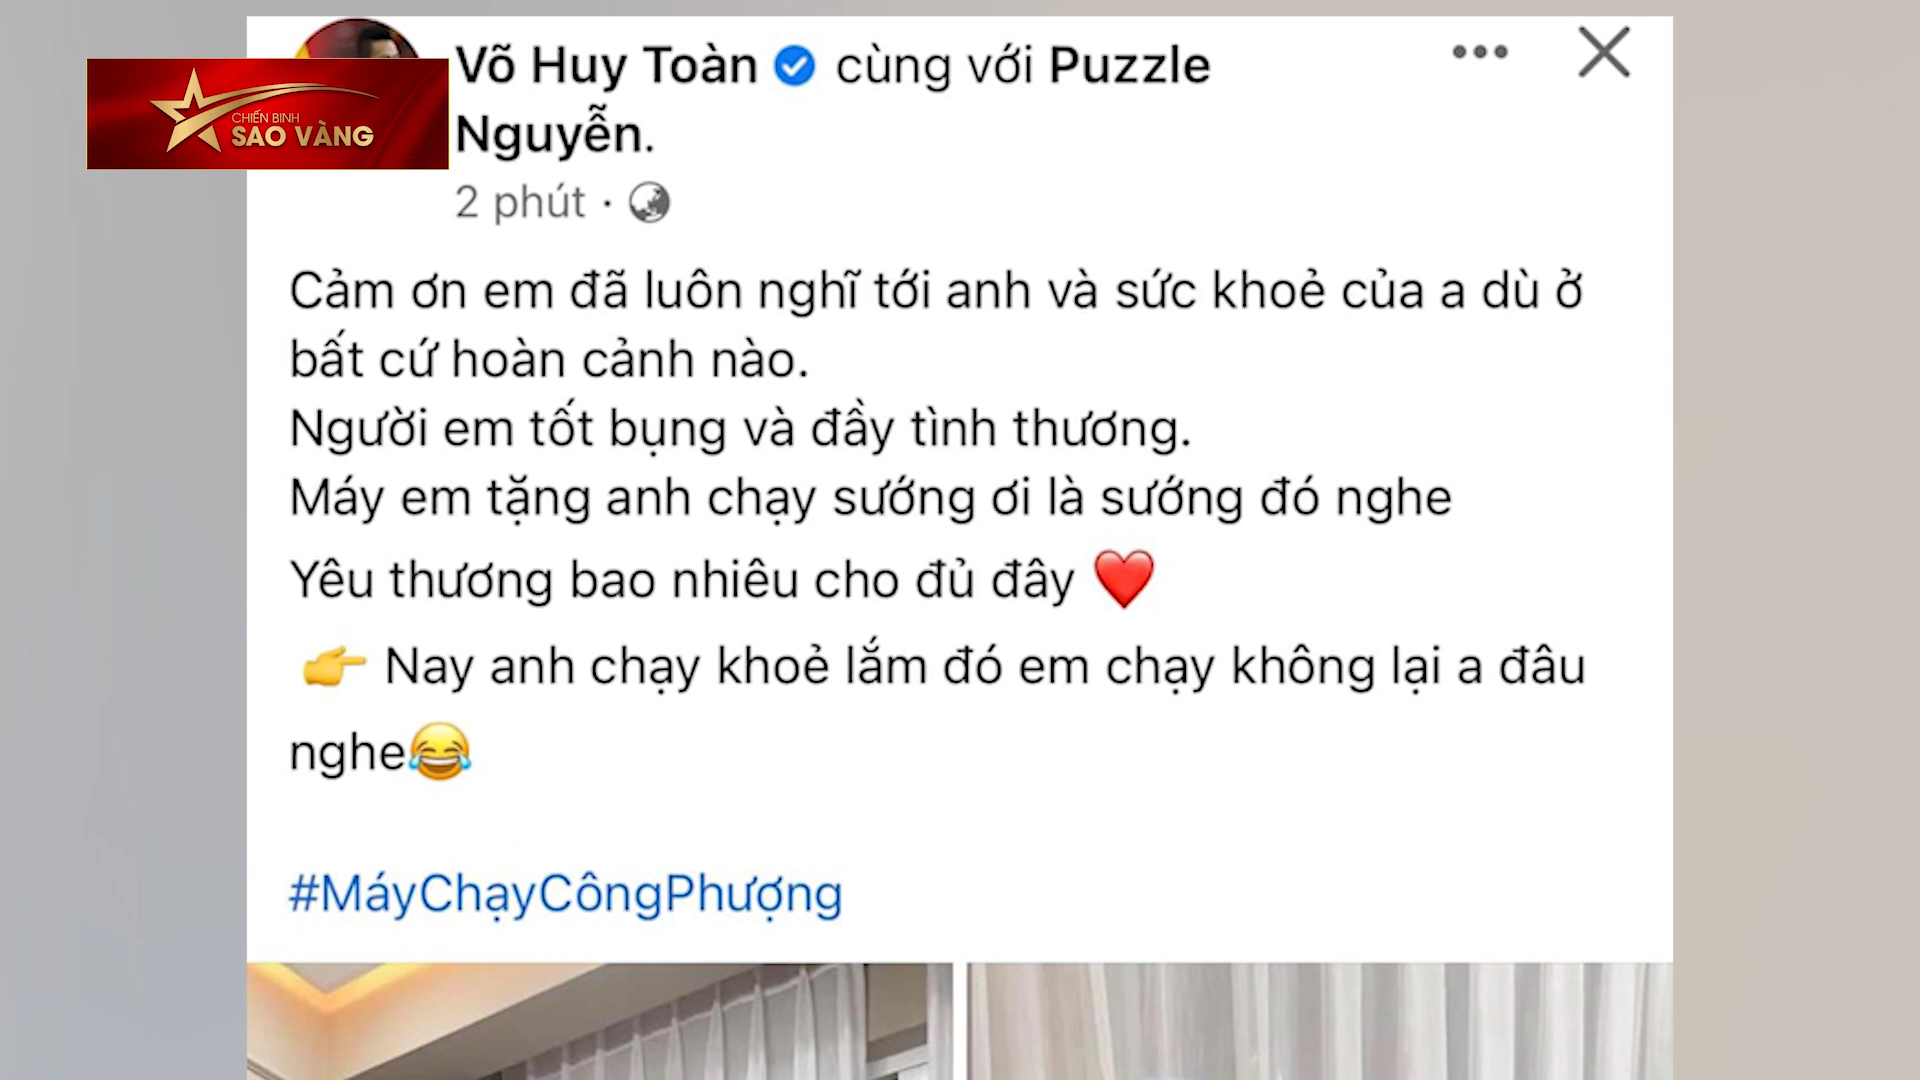 CHIẾN BINH
SAO VÀNG
Võ Huy Toàn cùng với Puzzle
Nguyễn.
2 phút ·
Cảm ơn em đã luôn nghĩ tới anh và sức khoẻ của a dù ở
bất cứ hoàn cảnh nào.
Người em tốt bụng và đầy tình thương.
Máy em tặng anh chạy sướng ơi là sướng đó nghe
Yêu thương bao nhiêu cho đủ đây ❤️
👉 Nay anh chạy khoẻ lắm đó em chạy không lại a đâu
nghe😂
#MáyChạyCôngPhượng